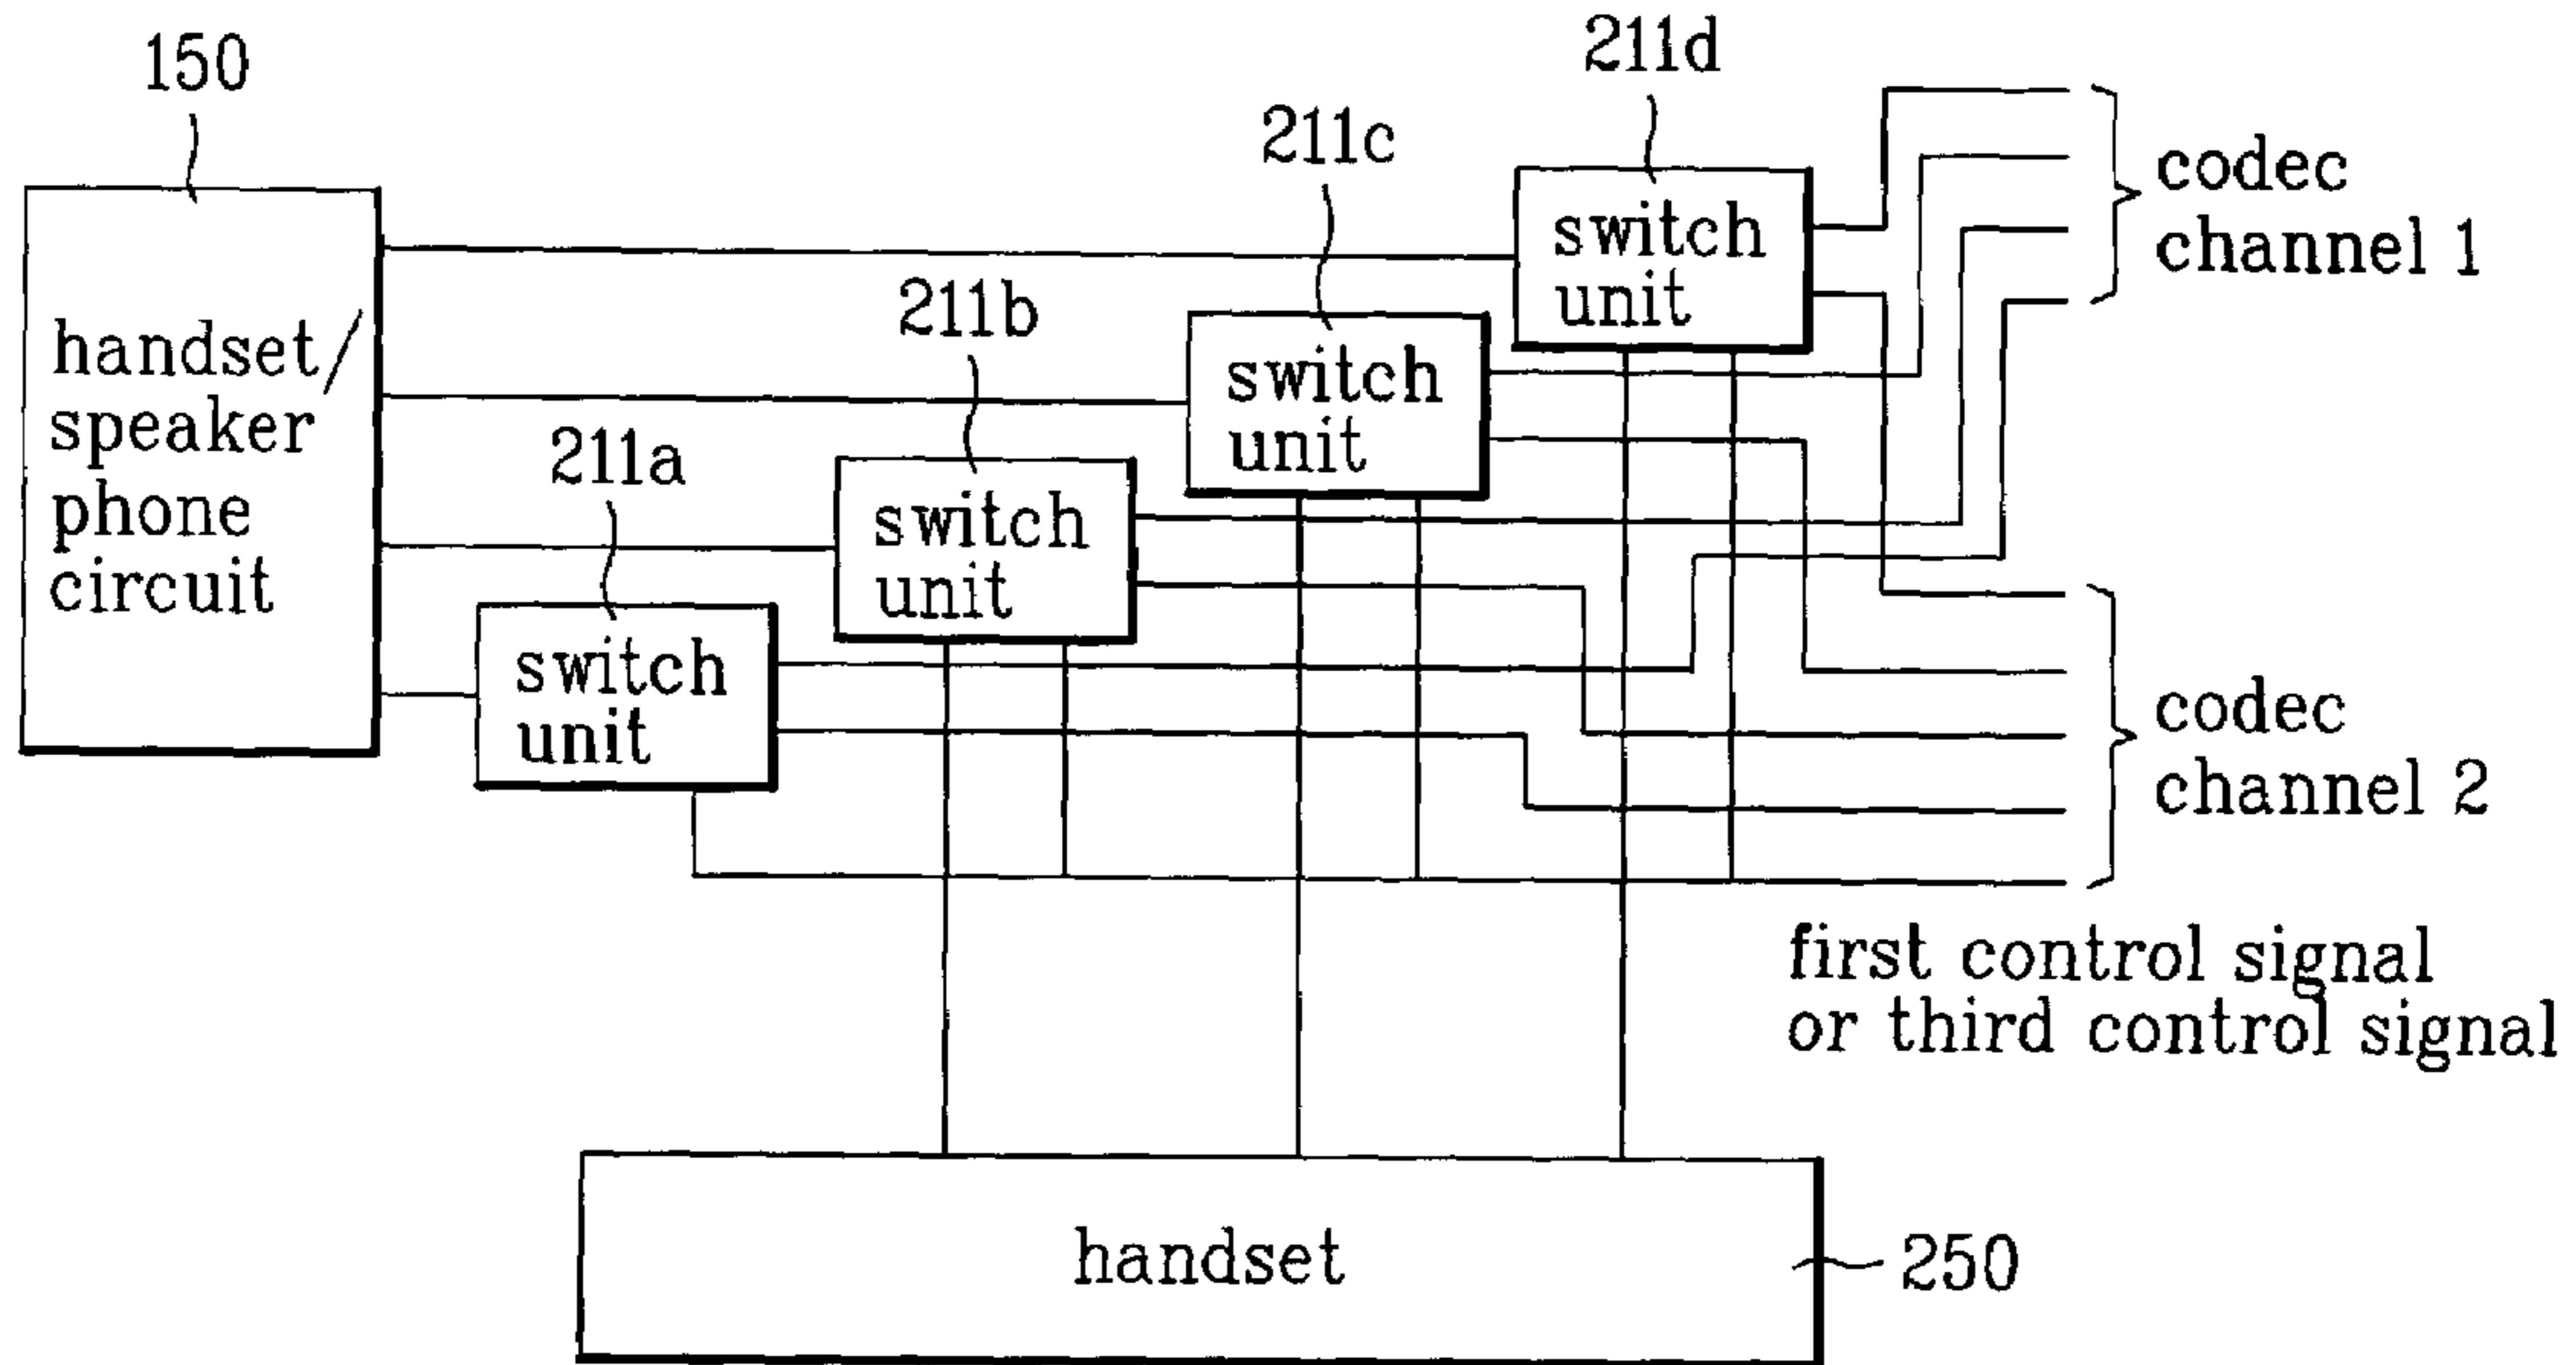 150
handset/
speaker
phone
circuit
211a
switch
unit
211b
switch
unit
211c
switch
unit
211d
switch
unit
codec
channel 1
codec
channel 2
first control signal
or third control signal
handset
250